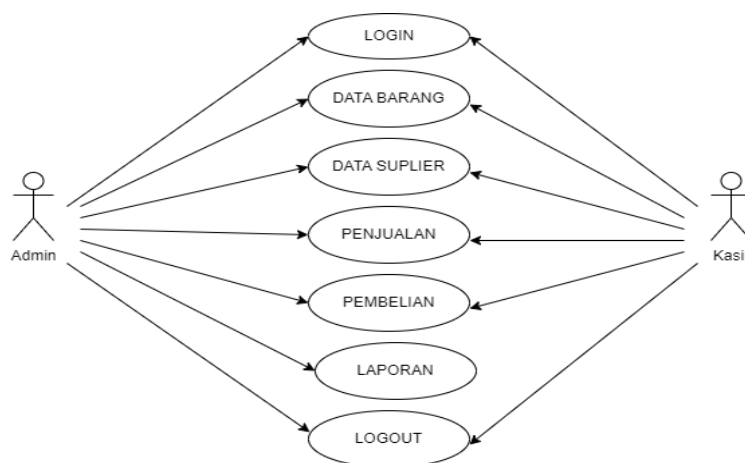 LOGIN
DATA BARANG
DATA SUPLIER
PENJUALAN
Admin
Kasi
PEMBELIAN
LAPORAN
LOGOUT